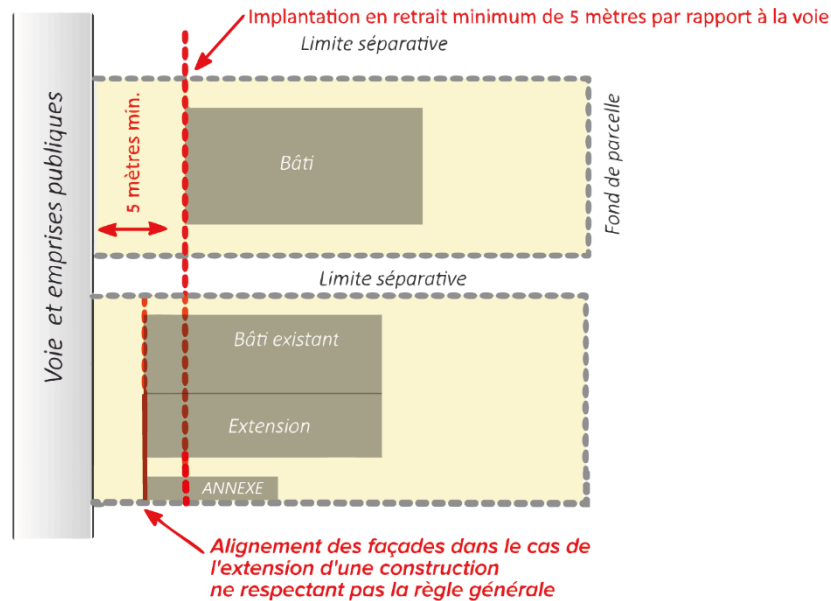 Implantation en retrait minimum de 5 mètres par rapport à la voie
Limite séparative
Voie et emprises publiques
5 mètres min.
Bâti
Fond de parcelle
Limite séparative
Bâti existant
Extension
ANNEXE
Alignement des façades dans le cas de
l'extension d'une construction
ne respectant pas la règle générale